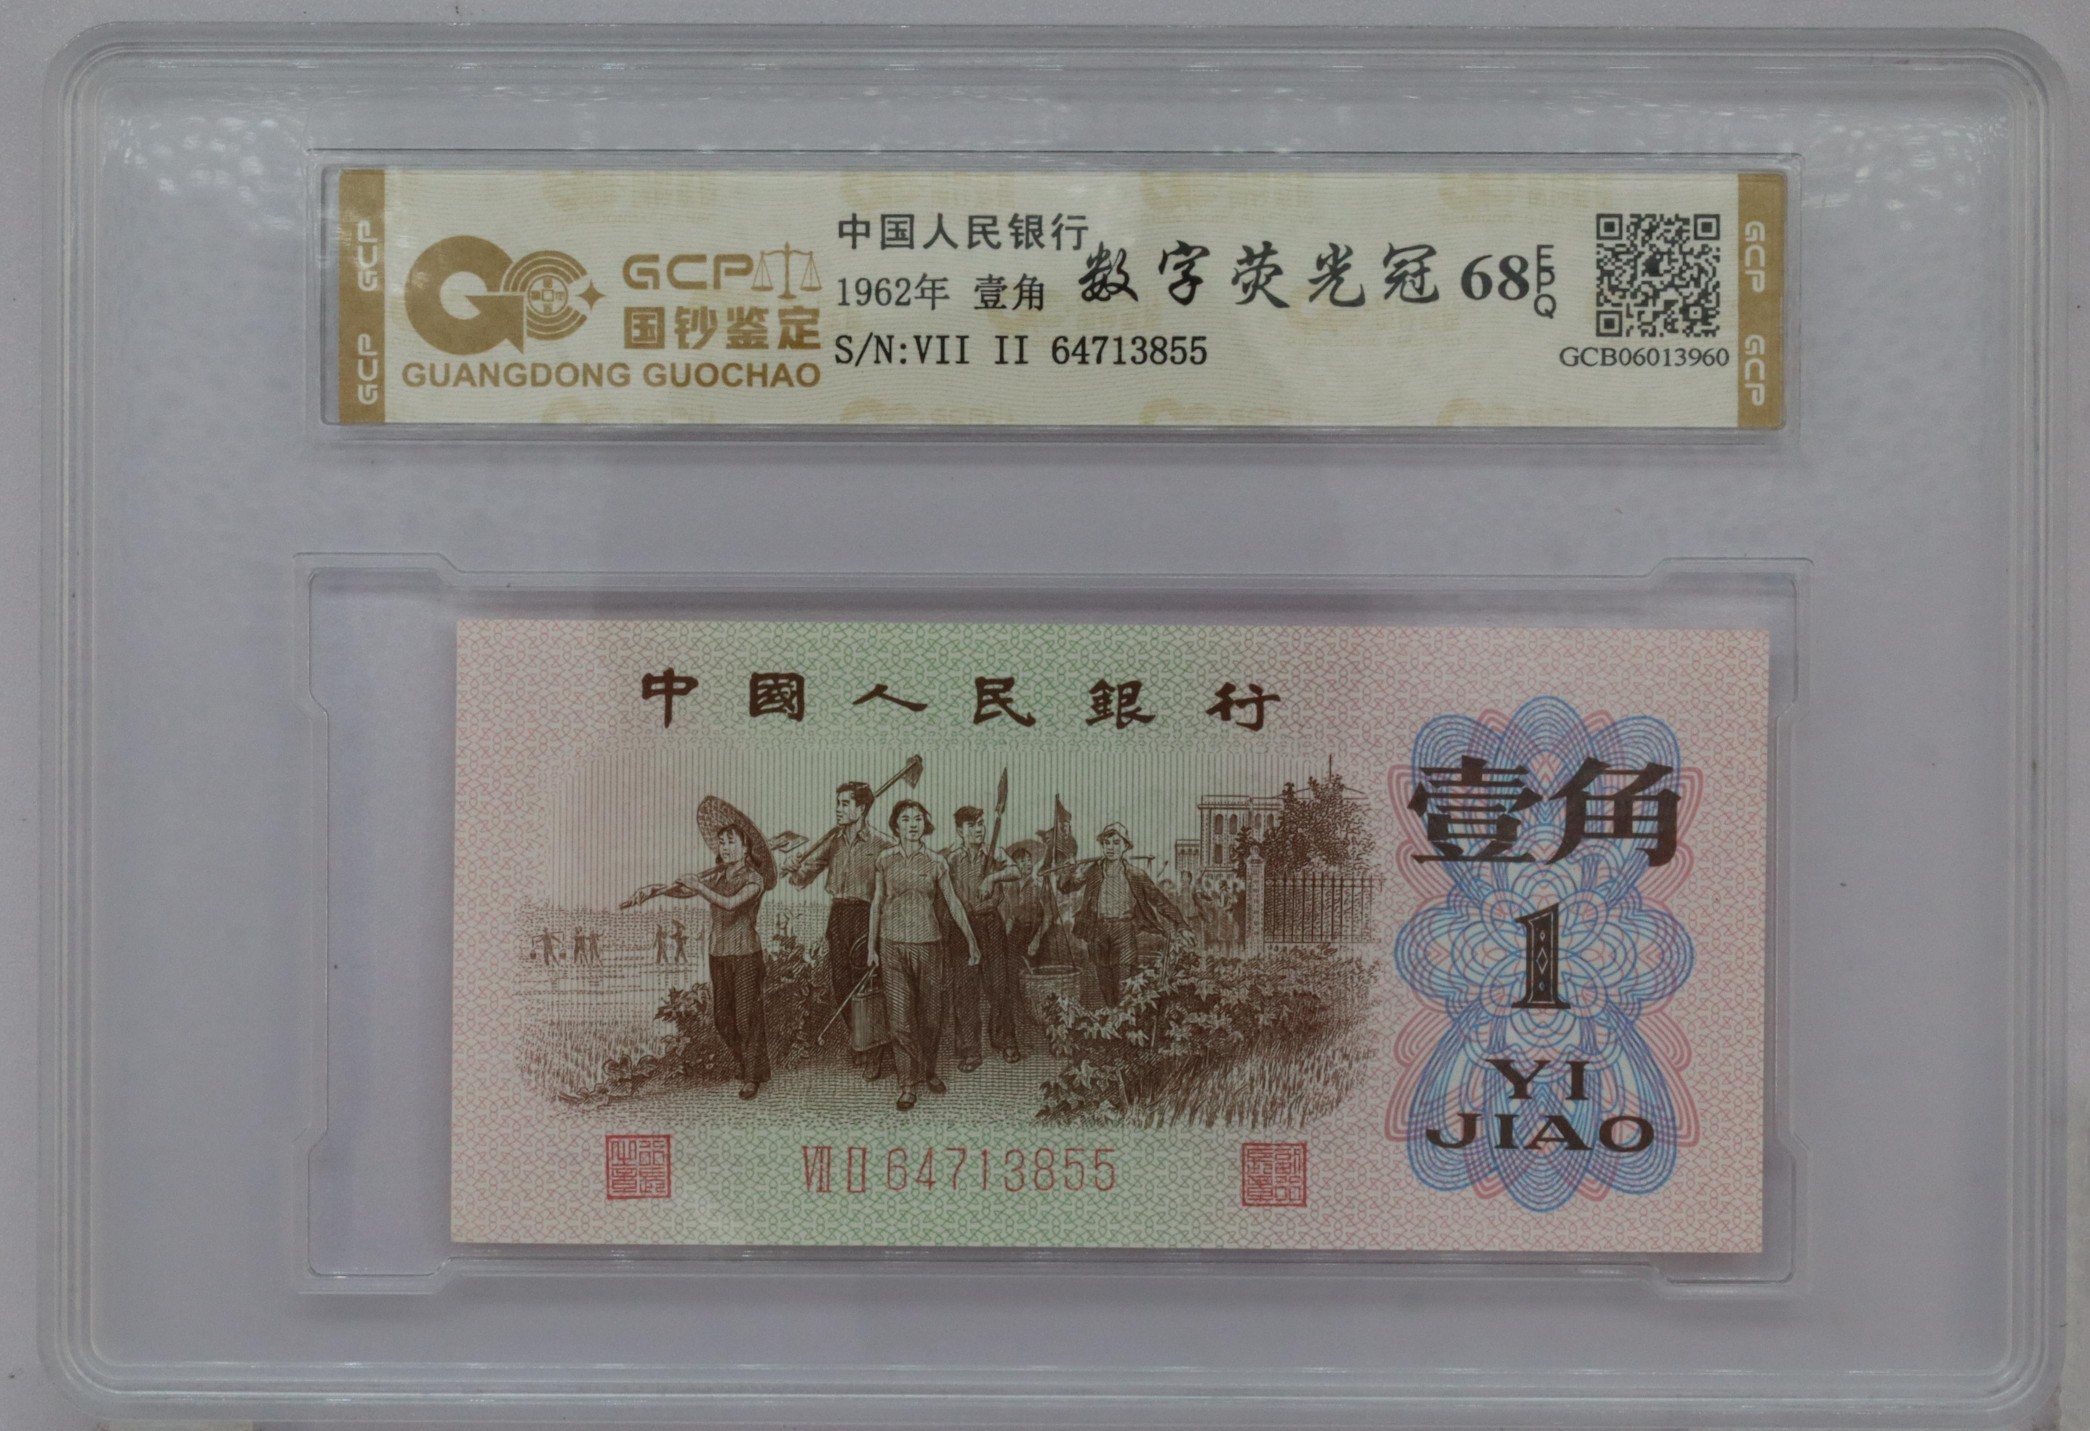 GCP
GCP
GCP
国钞鉴定
GUANGDONG GUOCHAO
中国人民银行
1962年 壹角
S/N:VII II 64713855
数字荧光冠 68 EPQ
GCB06013960
GCP
GCP
中國人民銀行
壹角
1
YI
JIAO
VII II 64713855